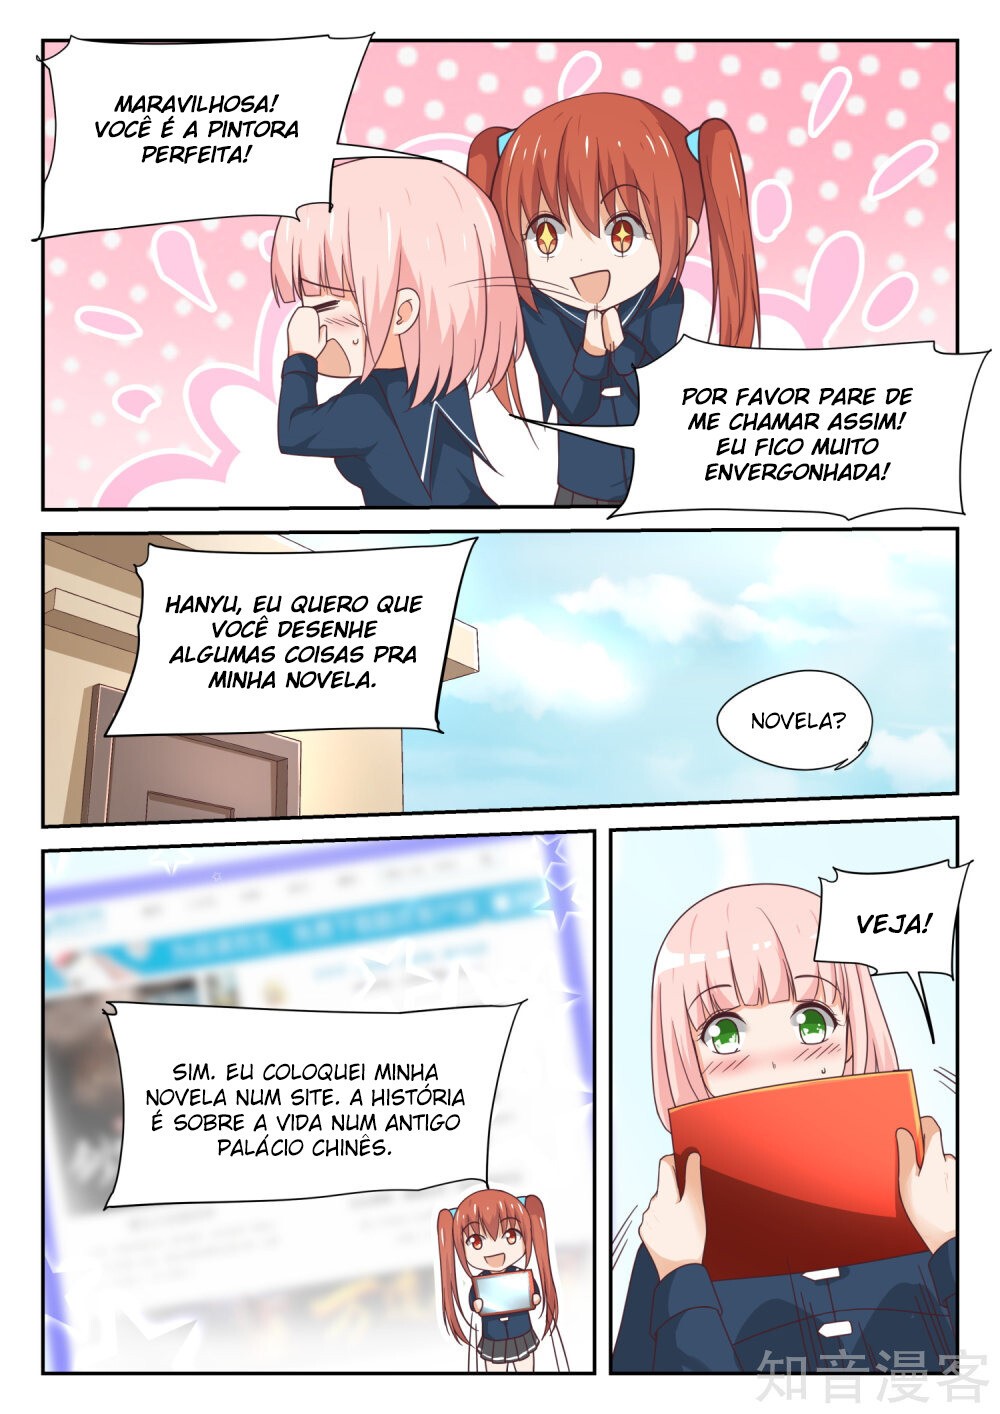 MARAVILHOSA!
VOCÊ É A PINTORA
PERFEITA!
POR FAVOR PARE DE
ME CHAMAR ASSIM!
EU FICO MUITO
ENVERGONHADA!
HANYU, EU QUERO QUE
VOCÊ DESENHE
ALGUMAS COISAS PRA
MINHA NOVELA.
NOVELA?
SIM. EU COLOQUEI MINHA
NOVELA NUM SITE. A HISTÓRIA
É SOBRE A VIDA NUM ANTIGO
PALÁCIO CHINÊS.
VEJA!
知音漫客